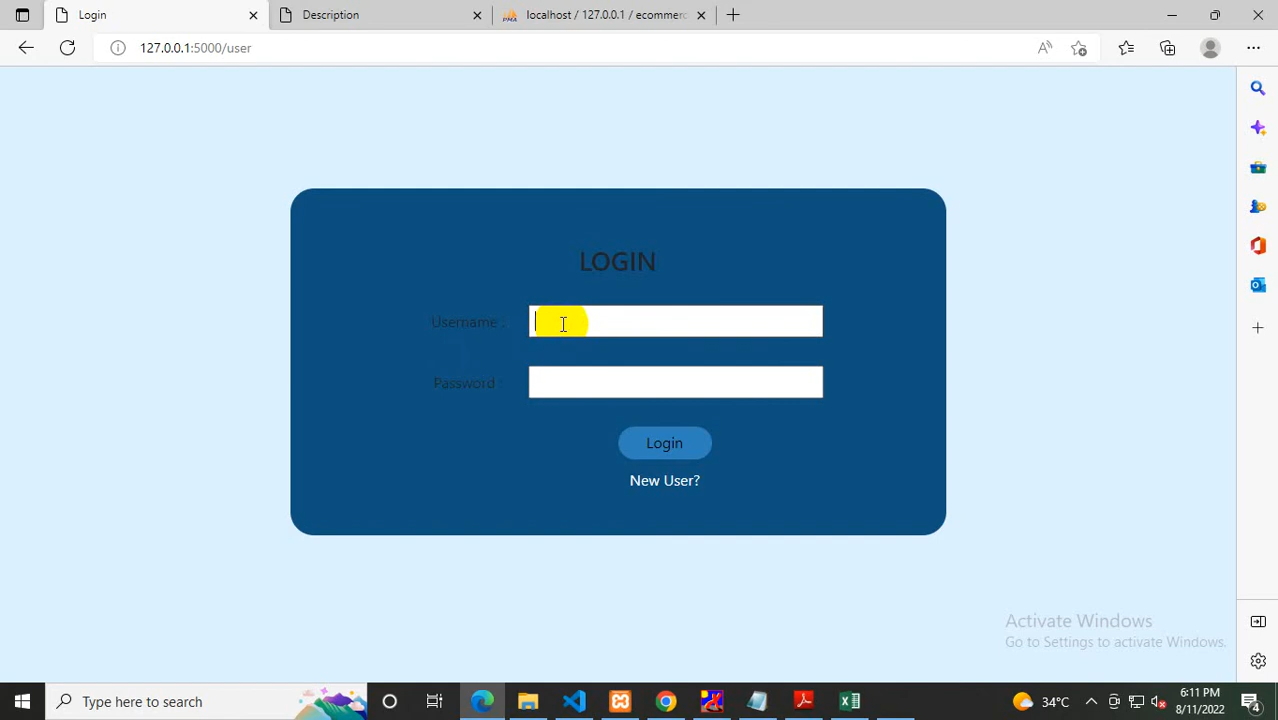 Login
Description
localhost / 127.0.0.1 / ecommerc
127.0.0.1:5000/user
LOGIN
Username :
Password :
Login
New User?
Activate Windows
Go to Settings to activate Windows.
Type here to search
34°C
6:11 PM
8/11/2022
4